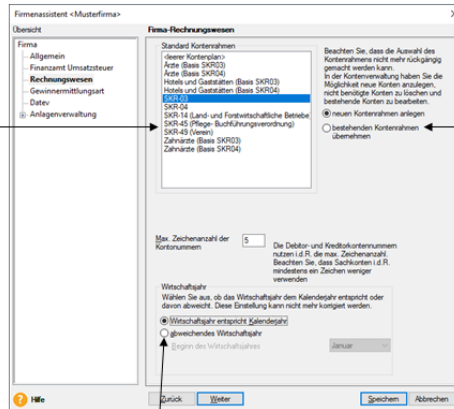 Firmenassistent <Musterfirma>
Übersicht
Firma
Allgemein
Finanzamt Umsatzsteuer
Rechnungswesen
Gewinnermittlungsart
Datev
Anlagenverwaltung
Firma-Rechnungswesen
Standard Kontenrahmen
<leerer Kontenplan>
Ärzte (Basis SKR03)
Ärzte (Basis SKR04)
Hotels und Gaststätten (Basis SKR03)
Hotels und Gaststätten (Basis SKR04)
SKR-03
SKR-04
SKR-14 (Land- und Forstwirtschaftliche Betriebe)
SKR-45 (Pflege- Buchführungsverordnung)
SKR-49 (Verein)
Zahnärzte (Basis SKR03)
Zahnärzte (Basis SKR04)
Beachten Sie, dass die Auswahl des
Kontenrahmens nicht mehr rückgängig
gemacht werden kann.
In der Kontenverwaltung haben Sie die
Möglichkeit neue Konten anzulegen,
nicht benötigte Konten zu löschen und
bestehende Konten zu bearbeiten.
neuen Kontenrahmen anlegen
bestehenden Kontenrahmen
übernehmen
Max. Zeichenanzahl der
Kontonummern
5
Die Debitor- und Kreditorkontennummern
nutzen i.d.R. die max. Zeichenanzahl.
Beachten Sie, dass Sachkonten i.d.R.
mindestens ein Zeichen weniger
verwenden
Wirtschaftsjahr
Wählen Sie aus, ob das Wirtschaftsjahr dem Kalenderjahr entspricht oder
davon abweicht. Diese Einstellung kann nicht mehr korrigiert werden.
Wirtschaftsjahr entspricht Kalenderjahr
abweichendes Wirtschaftsjahr
Beginn des Wirtschaftsjahres
Januar
Hilfe
Zurück
Weiter
Speichern
Abbrechen